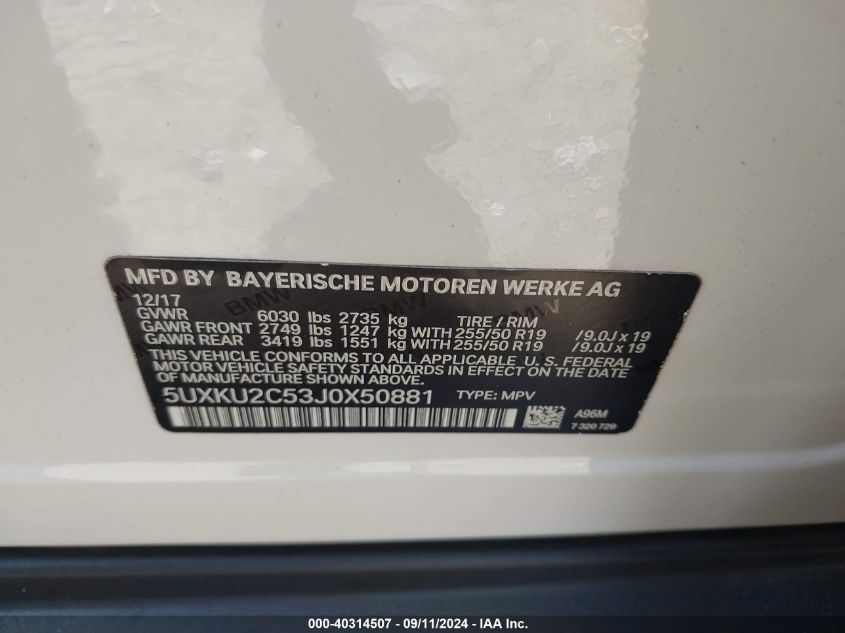 MFD BY BAYERISCHE MOTOREN WERKE AG
12/17
GVWR 6030 lbs 2735 kg TIRE / RIM
GAWR FRONT 2749 lbs 1247 kg WITH 255/50 R19 /9.0J x 19
GAWR REAR 3419 lbs 1551 kg WITH 255/50 R19 /9.0J x 19
THIS VEHICLE CONFORMS TO ALL APPLICABLE U. S. FEDERAL
MOTOR VEHICLE SAFETY STANDARDS IN EFFECT ON THE DATE OF
MANUFACTURE SHOWN ABOVE.
5UXKU2C53J0X50881 TYPE: MPV
A96M
7 320 729
000-40314507 - 09/11/2024 - IAA Inc.